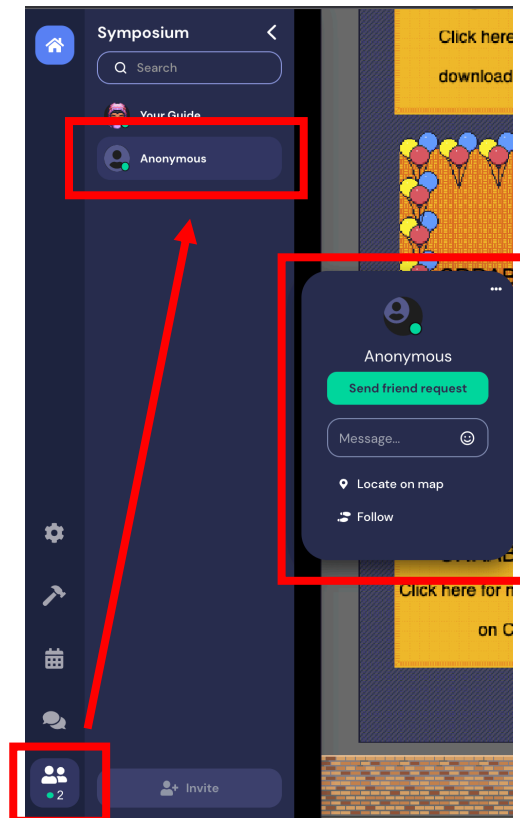 Symposium
Search
Your Guide
Anonymous
Click here
download
Anonymous
Send friend request
Message...
Locate on map
Follow
Click here for
on C
2
Invite